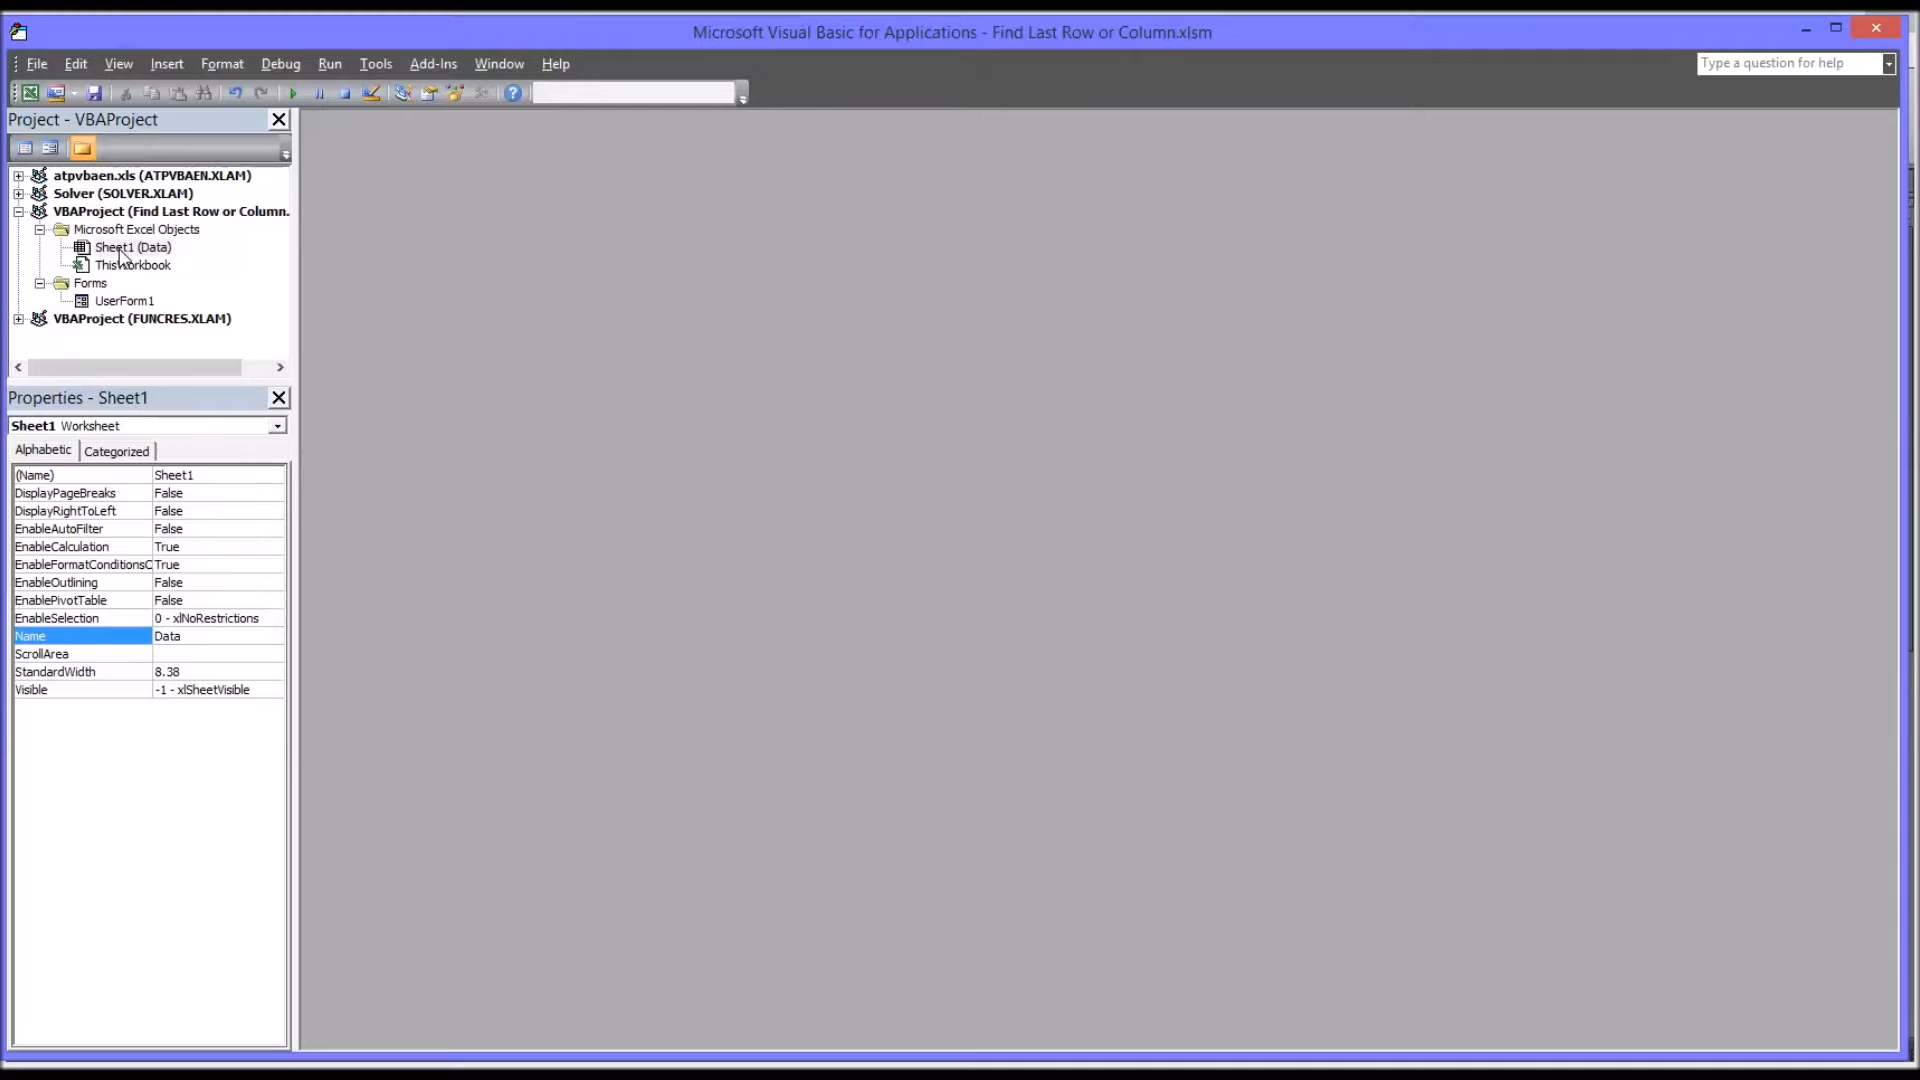 Microsoft Visual Basic for Applications - Find Last Row or Column.xlsm
File Edit View Insert Format Debug Run Tools Add-Ins Window Help
Type a question for help
Project - VBAProject
atpvbaen.xls (ATPVBAEN.XLAM)
Solver (SOLVER.XLAM)
VBAProject (Find Last Row or Column.
Microsoft Excel Objects
Sheet1 (Data)
ThisWorkbook
Forms
UserForm1
VBAProject (FUNCRES.XLAM)
Properties - Sheet1
Sheet1 Worksheet
Alphabetic Categorized
(Name) Sheet1
DisplayPageBreaks False
DisplayRightToLeft False
EnableAutoFilter False
EnableCalculation True
EnableFormatConditionsC True
EnableOutlining False
EnablePivotTable False
EnableSelection 0 - xlNoRestrictions
Name Data
ScrollArea
StandardWidth 8.38
Visible -1 - xlSheetVisible